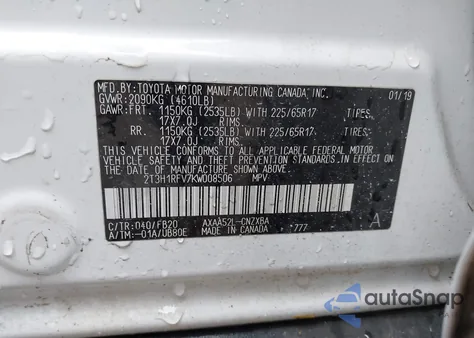 MFD.BY:TOYOTA MOTOR MANUFACTURING CANADA INC. 01/19
GVWR:2090KG (4610LB)
GAWR:FRT. 1150KG (2535LB) WITH 225/65R17 TIRES,
17X7.0J RIMS,
RR. 1150KG (2535LB) WITH 225/65R17 TIRES,
17X7.0J RIMS,
THIS VEHICLE CONFORMS TO ALL APPLICABLE FEDERAL MOTOR
VEHICLE SAFETY AND THEFT PREVENTION STANDARDS IN EFFECT
ON THE DATE OF MANUFACTURE SHOWN ABOVE.
2T3H1RFV7KW008506 MPV
C/TR:040/FB20 AXAA52L-CNZXBA A
A/TM:-01A/UB80E -777
autoSnap